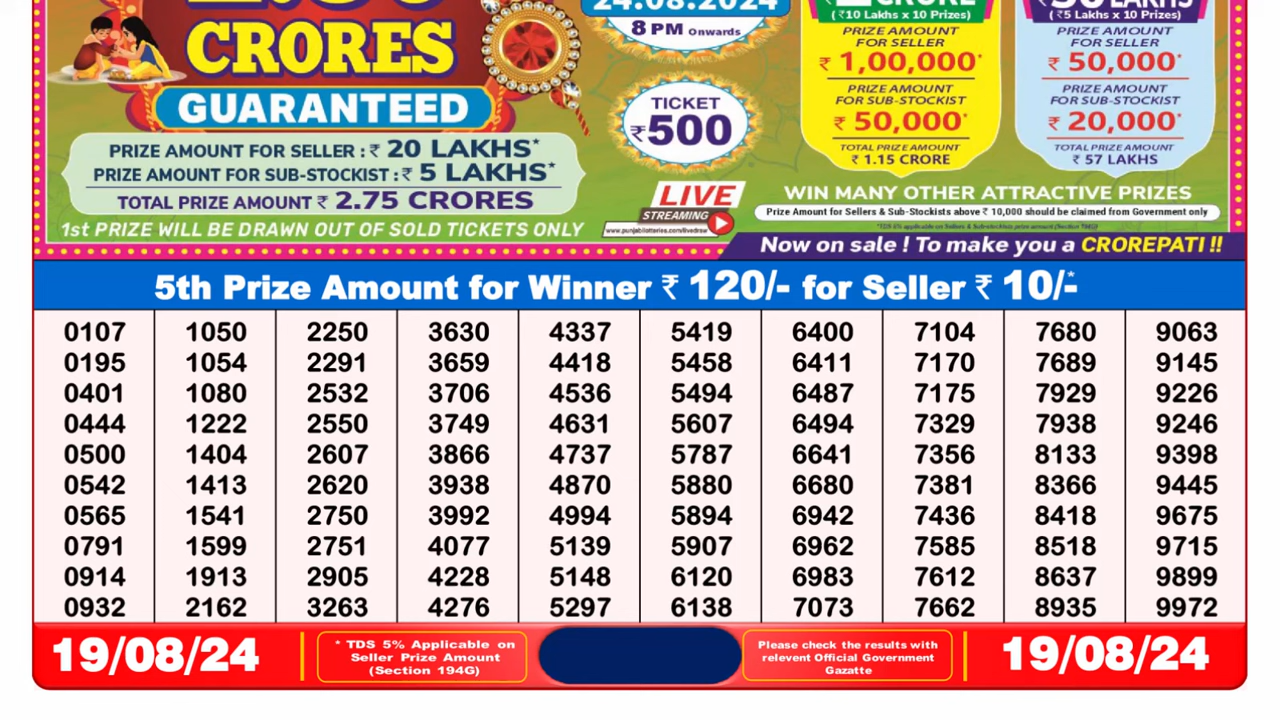 CRORES
GUARANTEED
PRIZE AMOUNT FOR SELLER : ₹ 20 LAKHS*
PRIZE AMOUNT FOR SUB-STOCKIST : ₹ 5 LAKHS*
TOTAL PRIZE AMOUNT ₹ 2.75 CRORES
1st PRIZE WILL BE DRAWN OUT OF SOLD TICKETS ONLY
24.08.2024
8 PM Onwards
TICKET
₹500
LIVE
STREAMING
www.punjablotteries.com/livedraw
CRORE
(₹10 Lakhs x 10 Prizes)
PRIZE AMOUNT
FOR SELLER
₹ 1,00,000*
PRIZE AMOUNT
FOR SUB-STOCKIST
₹ 50,000*
TOTAL PRIZE AMOUNT
₹ 1.15 CRORE
LAKHS
(₹5 Lakhs x 10 Prizes)
PRIZE AMOUNT
FOR SELLER
₹ 50,000*
PRIZE AMOUNT
FOR SUB-STOCKIST
₹ 20,000*
TOTAL PRIZE AMOUNT
₹ 57 LAKHS
WIN MANY OTHER ATTRACTIVE PRIZES
Prize Amount for Sellers & Sub-Stockists above ₹ 10,000 should be claimed from Government only
Now on sale ! To make you a CROREPATI !!
5th Prize Amount for Winner ₹ 120/- for Seller ₹ 10/-*
0107 1050 2250 3630 4337 5419 6400 7104 7680 9063
0195 1054 2291 3659 4418 5458 6411 7170 7689 9145
0401 1080 2532 3706 4536 5494 6487 7175 7929 9226
0444 1222 2550 3749 4631 5607 6494 7329 7938 9246
0500 1404 2607 3866 4737 5787 6641 7356 8133 9398
0542 1413 2620 3938 4870 5880 6680 7381 8366 9445
0565 1541 2750 3992 4994 5894 6942 7436 8418 9675
0791 1599 2751 4077 5139 5907 6962 7585 8518 9715
0914 1913 2905 4228 5148 6120 6983 7612 8637 9899
0932 2162 3263 4276 5297 6138 7073 7662 8935 9972
19/08/24
* TDS 5% Applicable on
Seller Prize Amount
(Section 194G)
Please check the results with
relevent Official Government
Gazatte
19/08/24